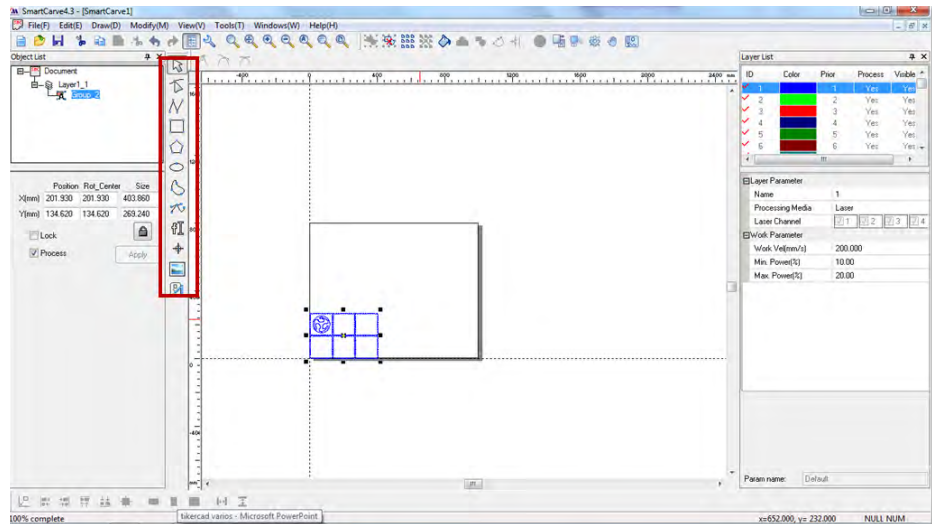 SmartCarve4.3 - [SmartCarve1]
File(F) Edit(E) Draw(D) Modify(M) View(V) Tools(T) Windows(W) Help(H)
Object List
Document
Layer1_1
Group_2
Position Rot_Center Size
X(mm) 201.930 201.930 403.860
Y(mm) 134.620 134.620 269.240
Lock
Process
Apply
Layer List
ID Color Prior Process Visible
1 1 Yes Yes
2 2 Yes Yes
3 3 Yes Yes
4 4 Yes Yes
5 5 Yes Yes
6 6 Yes Yes
Layer Parameter
Name 1
Processing Media Laser
Laser Channel 1 2 3 4
Work Parameter
Work Vel(mm/s) 200.000
Min. Power(%) 10.00
Max. Power(%) 20.00
Param name: Default
100% complete
tikercad varios - Microsoft PowerPoint
x=652.000, y= 232.000 NULL NUM